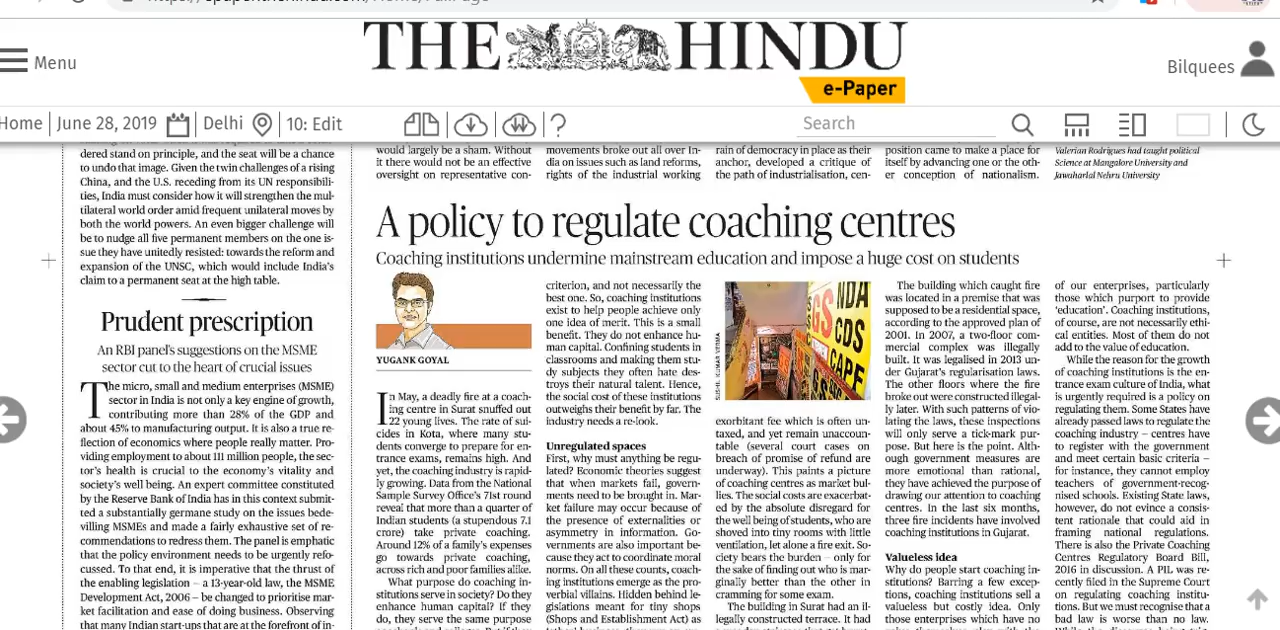 THE HINDU
e-Paper
Menu
Bilquees
Home
June 28, 2019
Delhi
10: Edit
?
Search
dered stand on principle, and the seat will be a chance
to undo that image. Given the twin challenges of a rising
China, and the U.S. receding from its UN responsibili-
ties, India must consider how it will strengthen the mul-
tilateral world order amid frequent unilateral moves by
both the world powers. An even bigger challenge will
be to nudge all five permanent members on the one is-
sue they have unitedly resisted: towards the reform and
expansion of the UNSC, which would include India's
claim to a permanent seat at the high table.
Prudent prescription
An RBI panel's suggestions on the MSME
sector cut to the heart of crucial issues
The micro, small and medium enterprises (MSME)
sector in India is not only a key engine of growth,
contributing more than 28% of the GDP and
about 45% to manufacturing output. It is also a true re-
flection of economics where people really matter. Pro-
viding employment to about 111 million people, the sec-
tor's health is crucial to the economy's vitality and
society's well being. An expert committee constituted
by the Reserve Bank of India has in this context submit-
ted a substantially germane study on the issues bede-
villing MSMEs and made a fairly exhaustive set of re-
commendations to redress them. The panel is emphatic
that the policy environment needs to be urgently refo-
cussed. To that end, it is imperative that the thrust of
the enabling legislation – a 13-year-old law, the MSME
Development Act, 2006 – be changed to prioritise mar-
ket facilitation and ease of doing business. Observing
that many Indian start-ups that are at the forefront of in-
would largely be a sham. Without
it there would not be an effective
oversight on representative con-
movements broke out all over In-
dia on issues such as land reforms,
rights of the industrial working
rain of democracy in place as their
anchor, developed a critique of
the path of industrialisation, cen-
position came to make a place for
itself by advancing one or the oth-
er conception of nationalism.
Valerian Rodrigues had taught political
Science at Mangalore University and
Jawaharlal Nehru University
A policy to regulate coaching centres
Coaching institutions undermine mainstream education and impose a huge cost on students
YUGANK GOYAL
In May, a deadly fire at a coach-
ing centre in Surat snuffed out
22 young lives. The rate of sui-
cides in Kota, where many stu-
dents converge to prepare for en-
trance exams, remains high. And
yet, the coaching industry is rapid-
ly growing. Data from the National
Sample Survey Office's 71st round
reveal that more than a quarter of
Indian students (a stupendous 7.1
crore) take private coaching.
Around 12% of a family's expenses
go towards private coaching,
across rich and poor families alike.
What purpose do coaching in-
stitutions serve in society? Do they
enhance human capital? If they
do, they serve the same purpose
criterion, and not necessarily the
best one. So, coaching institutions
exist to help people achieve only
one idea of merit. This is a small
benefit. They do not enhance hu-
man capital. Confining students in
classrooms and making them stu-
dy subjects they often hate des-
troys their natural talent. Hence,
the social cost of these institutions
outweighs their benefit by far. The
industry needs a re-look.
Unregulated spaces
First, why must anything be regu-
lated? Economic theories suggest
that when markets fail, govern-
ments need to be brought in. Mar-
ket failure may occur because of
the presence of externalities or
asymmetry in information. Go-
vernments are also important be-
cause they act to coordinate moral
norms. On all these counts, coach-
ing institutions emerge as the pro-
verbial villains. Hidden behind le-
gislations meant for tiny shops
(Shops and Establishment Act) as
SUSHIL KUMAR VERMA
GS
NDA
CDS
CAPF
exorbitant fee which is often un-
taxed, and yet remain unaccoun-
table (several court cases on
breach of promise of refund are
underway). This paints a picture
of coaching centres as market bul-
lies. The social costs are exacerbat-
ed by the absolute disregard for
the well being of students, who are
shoved into tiny rooms with little
ventilation, let alone a fire exit. So-
ciety bears the burden – only for
the sake of finding out who is mar-
ginally better than the other in
cramming for some exam.
The building in Surat had an il-
legally constructed terrace. It had
The building which caught fire
was located in a premise that was
supposed to be a residential space,
according to the approved plan of
2001. In 2007, a two-floor com-
mercial complex was illegally
built. It was legalised in 2013 un-
der Gujarat's regularisation laws.
The other floors where the fire
broke out were constructed illegal-
ly later. With such patterns of vio-
lating the laws, these inspections
will only serve a tick-mark pur-
pose. But here is the point. Alth-
ough government measures are
more emotional than rational,
they have achieved the purpose of
drawing our attention to coaching
centres. In the last six months,
three fire incidents have involved
coaching institutions in Gujarat.
Valueless idea
Why do people start coaching in-
stitutions? Barring a few excep-
tions, coaching institutions sell a
valueless but costly idea. Only
those enterprises which have no
of our enterprises, particularly
those which purport to provide
'education'. Coaching institutions,
of course, are not necessarily ethi-
cal entities. Most of them do not
add to the value of education.
While the reason for the growth
of coaching institutions is the en-
trance exam culture of India, what
is urgently required is a policy on
regulating them. Some States have
already passed laws to regulate the
coaching industry – centres have
to register with the government
and meet certain basic criteria –
for instance, they cannot employ
teachers of government-recog-
nised schools. Existing State laws,
however, do not evince a consis-
tent rationale that could aid in
framing national regulations.
There is also the Private Coaching
Centres Regulatory Board Bill,
2016 in discussion. A PIL was re-
cently filed in the Supreme Court
on regulating coaching institu-
tions. But we must recognise that a
bad law is worse than no law.